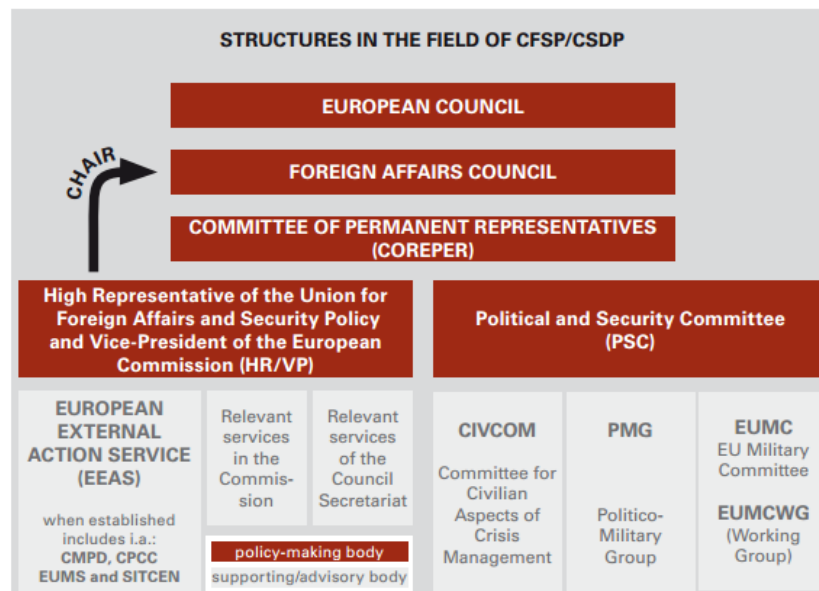 STRUCTURES IN THE FIELD OF CFSP/CSDP
EUROPEAN COUNCIL
CHAIR
FOREIGN AFFAIRS COUNCIL
COMMITTEE OF PERMANENT REPRESENTATIVES
(COREPER)
High Representative of the Union for
Foreign Affairs and Security Policy
and Vice-President of the European
Commission (HR/VP)
Political and Security Committee
(PSC)
EUROPEAN
EXTERNAL
ACTION SERVICE
(EEAS)
when established
includes i.a.:
CMPD, CPCC
EUMS and SITCEN
Relevant
services
in the
Commis-
sion
Relevant
services
of the
Council
Secretariat
policy-making body
supporting/advisory body
CIVCOM
Committee for
Civilian
Aspects of
Crisis
Management
PMG
Politico-
Military
Group
EUMC
EU Military
Committee
EUMCWG
(Working
Group)